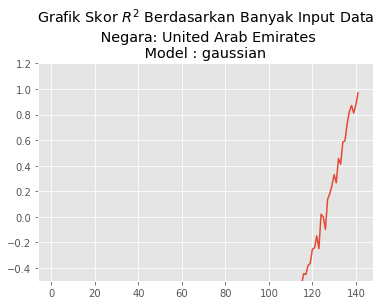 Grafik Skor R² Berdasarkan Banyak Input Data
Negara: United Arab Emirates
Model : gaussian
1.2
1.0
0.8
0.6
0.4
0.2
0.0
−0.2
−0.4
0 20 40 60 80 100 120 140